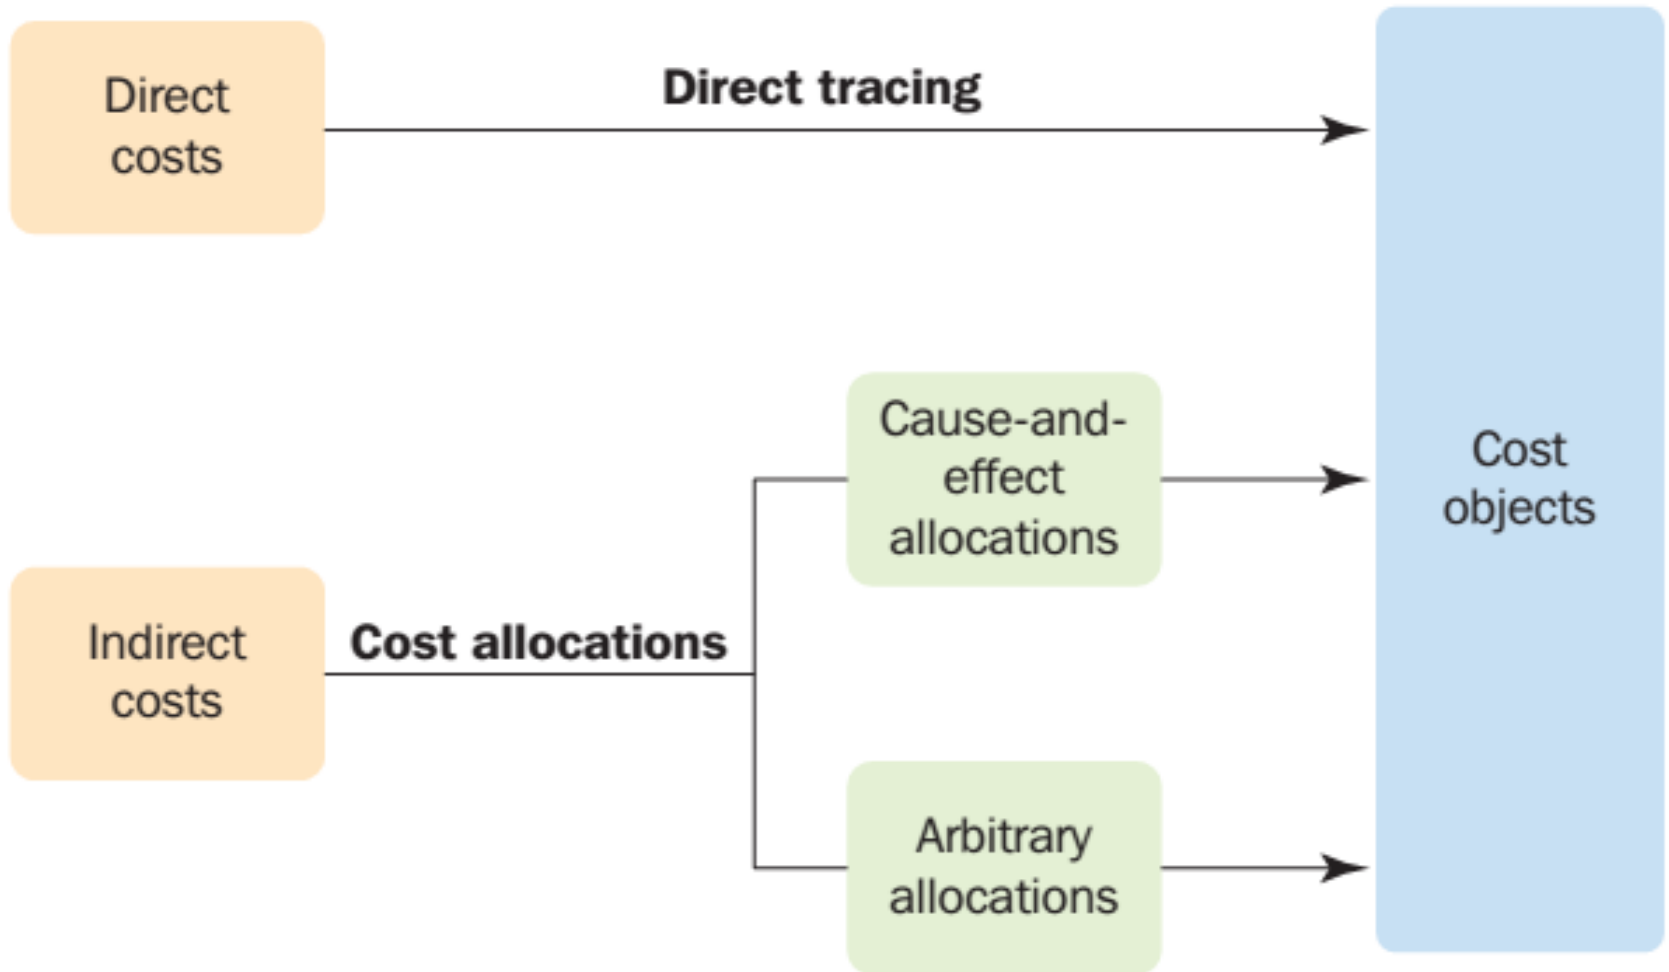 Direct
costs
Direct tracing
Cause-and-
effect
allocations
Cost
objects
Indirect
costs
Cost allocations
Arbitrary
allocations